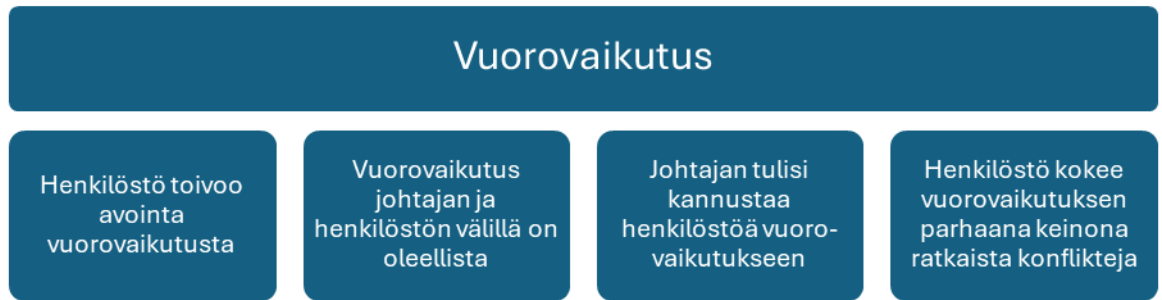 Vuorovaikutus
Henkilöstö toivoo
avointa
vuorovaikutusta
Vuorovaikutus
johtajan ja
henkilöstön välillä on
oleellista
Johtajan tulisi
kannustaa
henkilöstöä vuoro-
vaikutukseen
Henkilöstö kokee
vuorovaikutuksen
parhaana keinona
ratkaista konflikteja